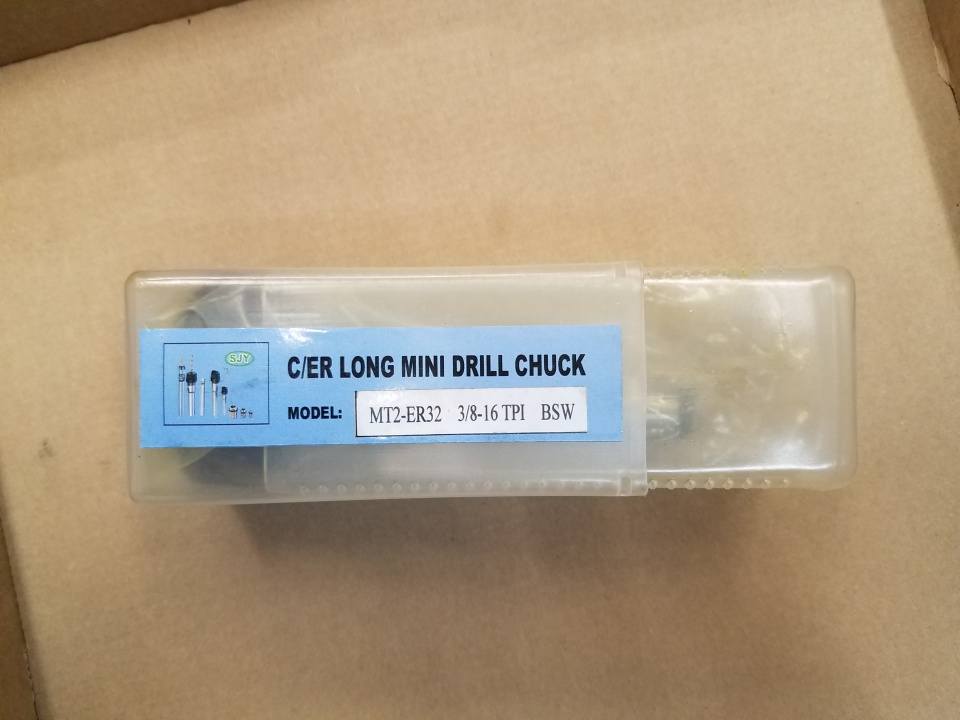 SJY
C/ER LONG MINI DRILL CHUCK
MODEL: MT2-ER32 3/8-16 TPI BSW